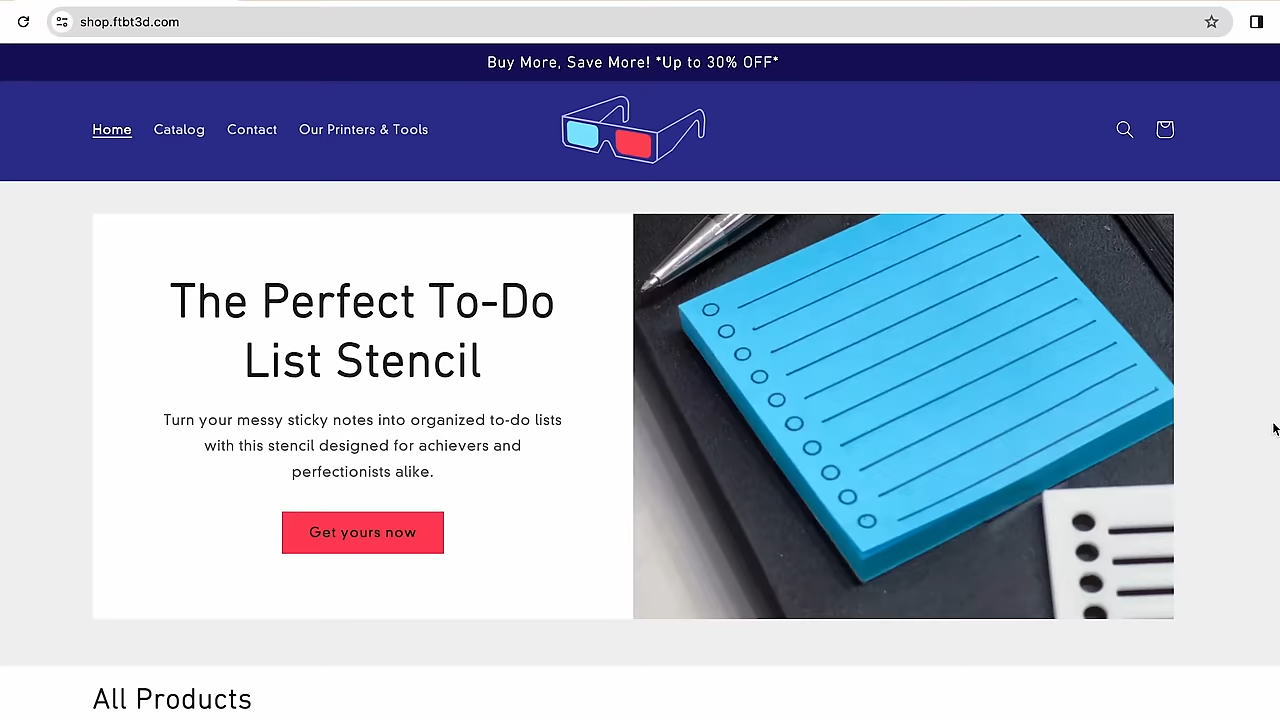 shop.ftbt3d.com
Buy More, Save More! *Up to 30% OFF*
Home Catalog Contact Our Printers & Tools
The Perfect To-Do
List Stencil
Turn your messy sticky notes into organized to-do lists
with this stencil designed for achievers and
perfectionists alike.
Get yours now
All Products